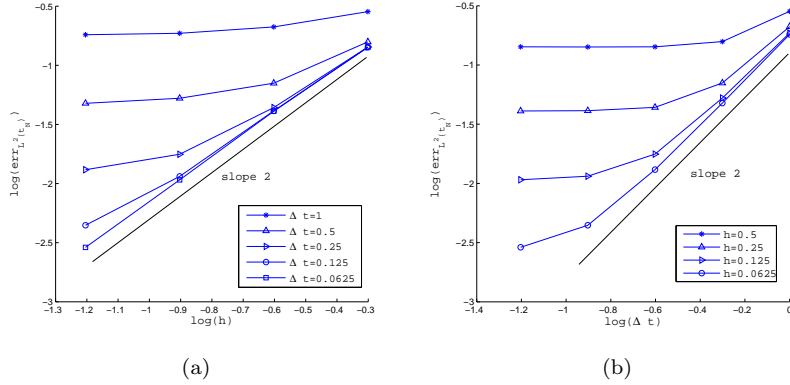 -0.5
-1
-1.5
-2
-2.5
-3
log(err_L²(t_N))
slope 2
Δ t=1
Δ t=0.5
Δ t=0.25
Δ t=0.125
Δ t=0.0625
-1.3 -1.2 -1.1 -1 -0.9 -0.8 -0.7 -0.6 -0.5 -0.4 -0.3
log(h)
(a)
-0.5
-1
-1.5
-2
-2.5
-3
log(err_L²(t_N))
slope 2
h=0.5
h=0.25
h=0.125
h=0.0625
-1.4 -1.2 -1 -0.8 -0.6 -0.4 -0.2 0
log(Δ t)
(b)